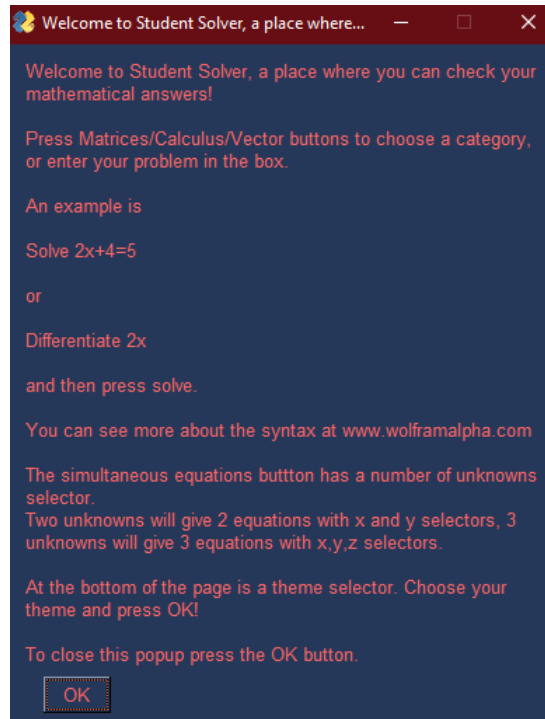 Welcome to Student Solver, a place where...
Welcome to Student Solver, a place where you can check your
mathematical answers!
Press Matrices/Calculus/Vector buttons to choose a category,
or enter your problem in the box.
An example is
Solve 2x+4=5
or
Differentiate 2x
and then press solve.
You can see more about the syntax at www.wolframalpha.com
The simultaneous equations buttton has a number of unknowns
selector.
Two unknowns will give 2 equations with x and y selectors, 3
unknowns will give 3 equations with x,y,z selectors.
At the bottom of the page is a theme selector. Choose your
theme and press OK!
To close this popup press the OK button.
OK